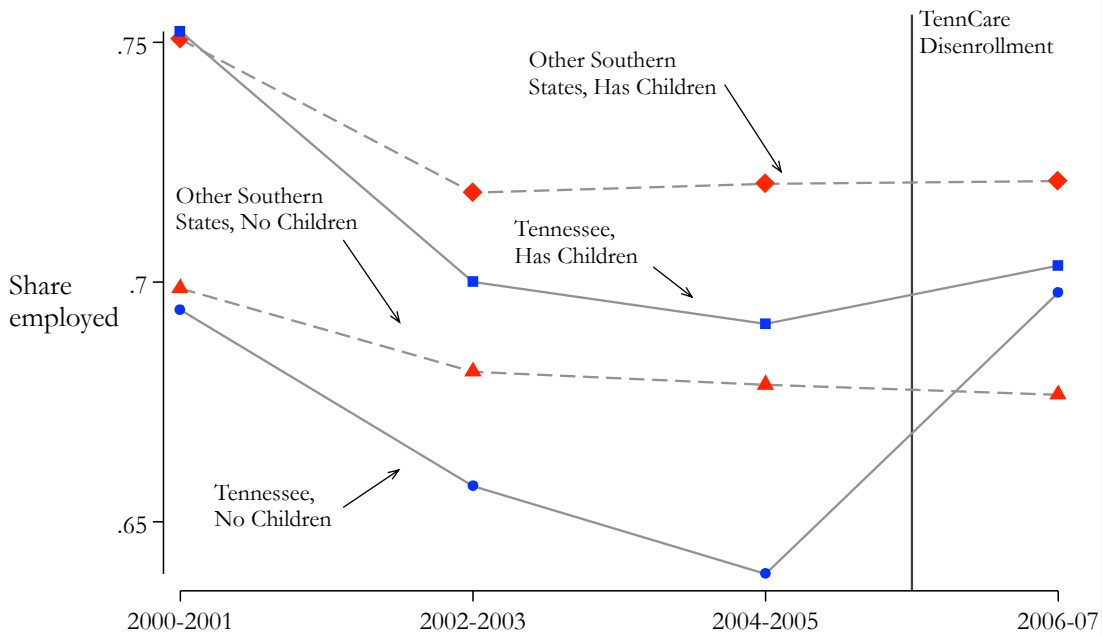 TennCare
Disenrollment
.75
Other Southern
States, Has Children
Other Southern
States, No Children
Tennessee,
Has Children
.7
Share
employed
Tennessee,
No Children
.65
2000-2001
2002-2003
2004-2005
2006-07